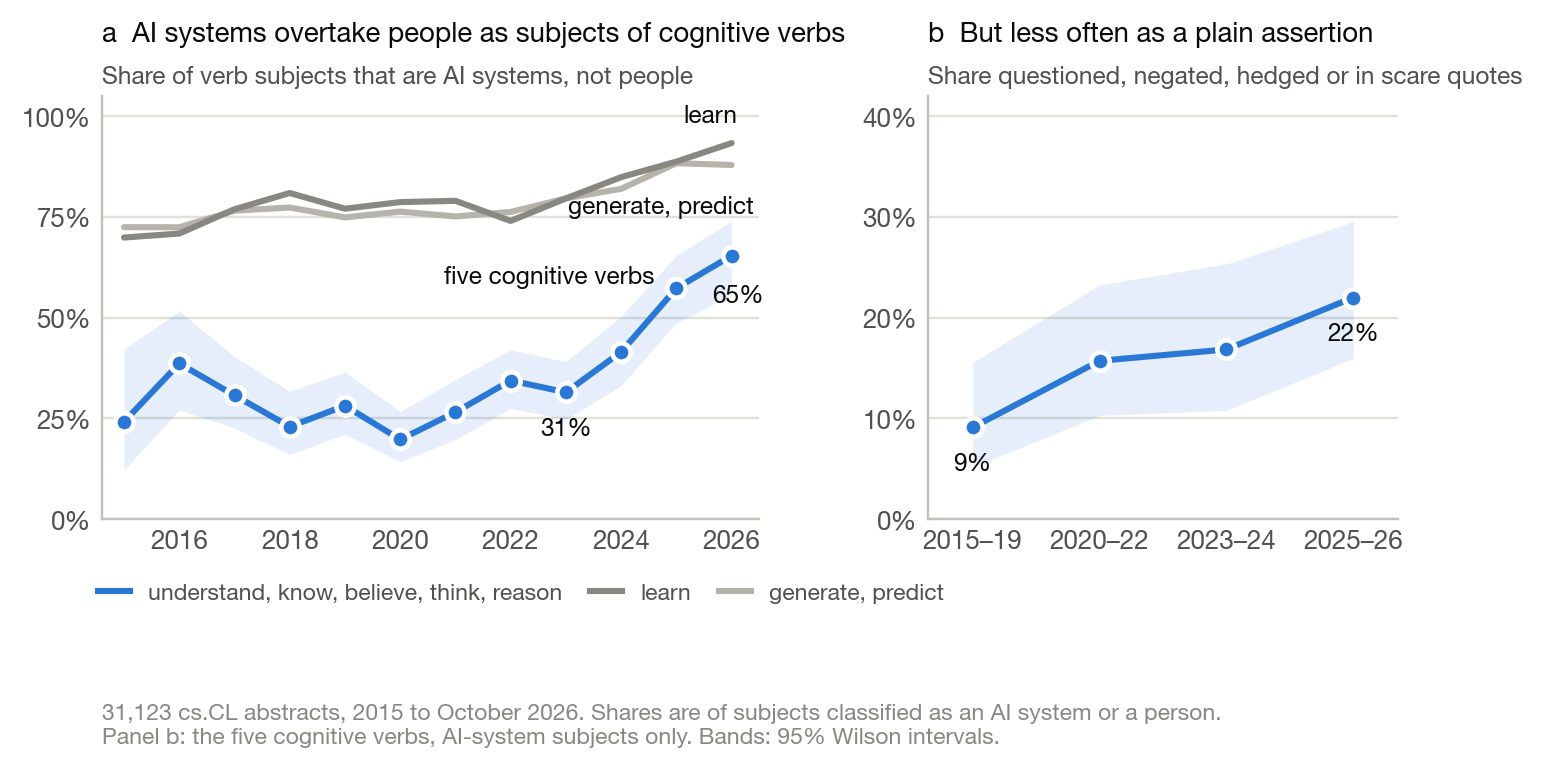 a AI systems overtake people as subjects of cognitive verbs
Share of verb subjects that are AI systems, not people
100%
75%
50%
25%
0%
learn
generate, predict
five cognitive verbs
65%
31%
2016 2018 2020 2022 2024 2026
b But less often as a plain assertion
Share questioned, negated, hedged or in scare quotes
40%
30%
20%
10%
0%
22%
9%
2015–19 2020–22 2023–24 2025–26
understand, know, believe, think, reason learn generate, predict
31,123 cs.CL abstracts, 2015 to October 2026. Shares are of subjects classified as an AI system or a person.
Panel b: the five cognitive verbs, AI-system subjects only. Bands: 95% Wilson intervals.